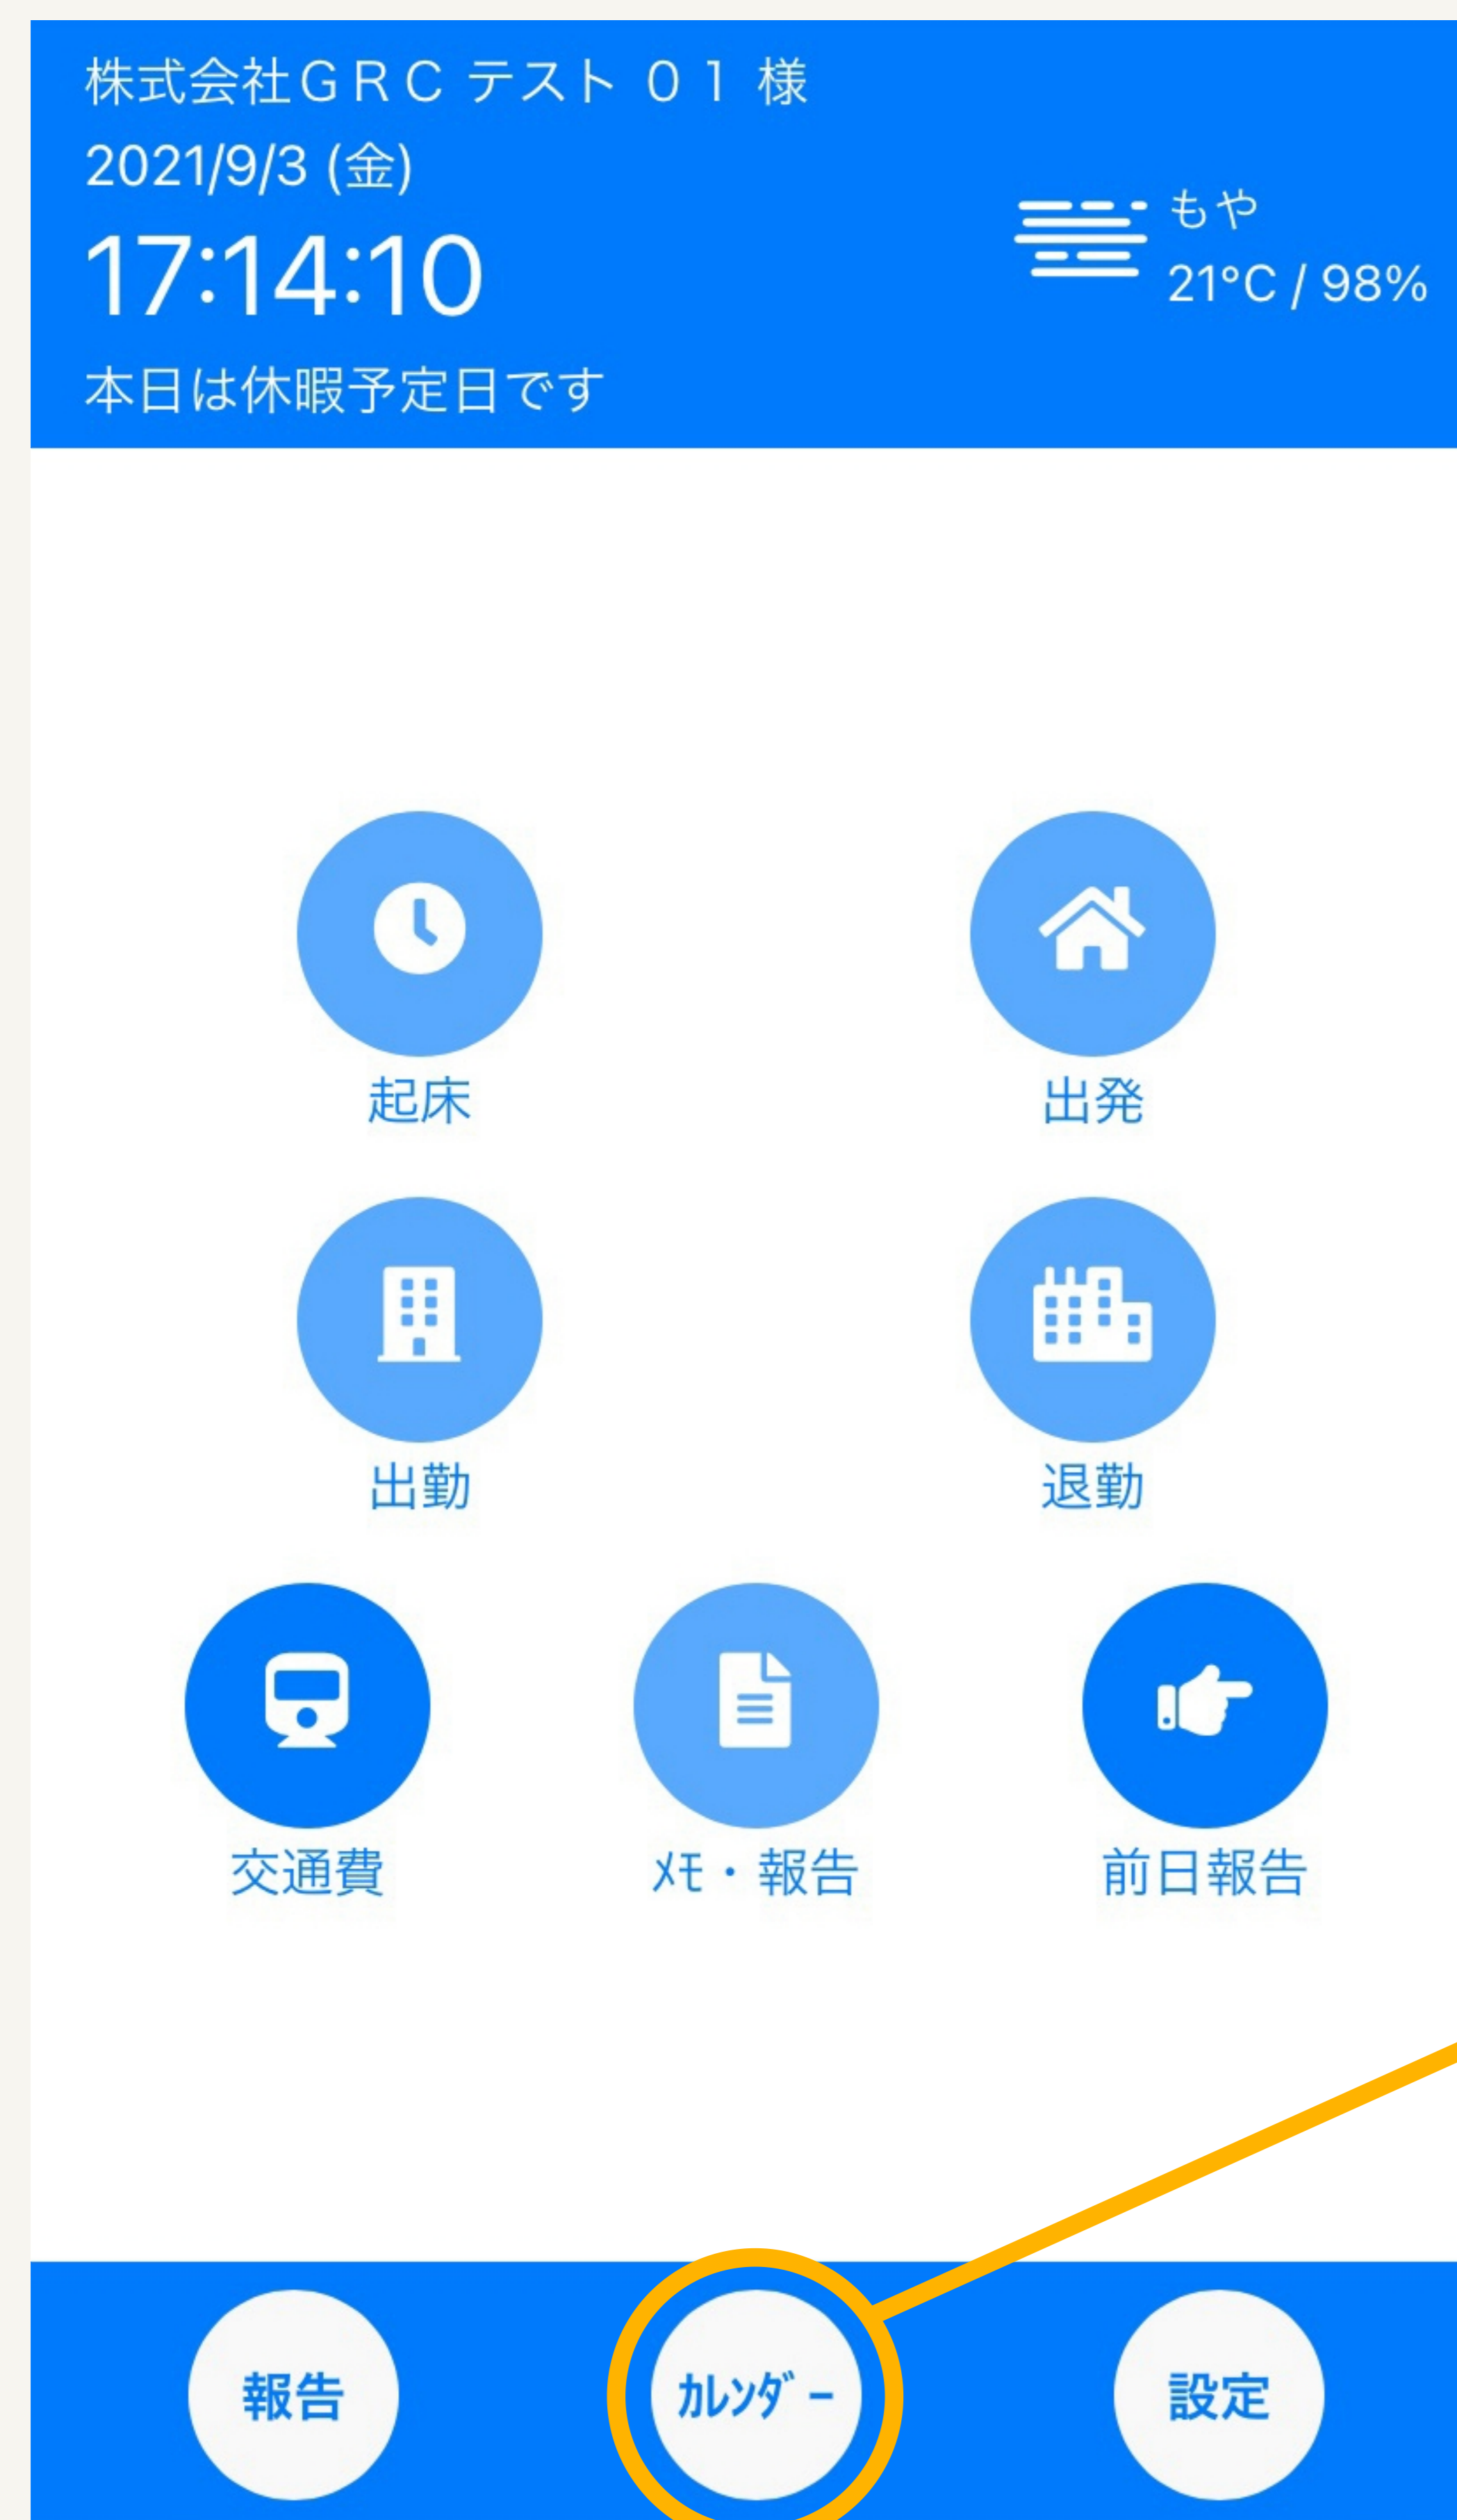 株式会社ＧＲＣ テスト ０１ 様
2021/9/3 (金)
17:14:10
もや
21°C / 98%
本日は休暇予定日です
起床
出発
出勤
退勤
交通費
ﾒﾓ・報告
前日報告
報告
ｶﾚﾝﾀﾞｰ
設定